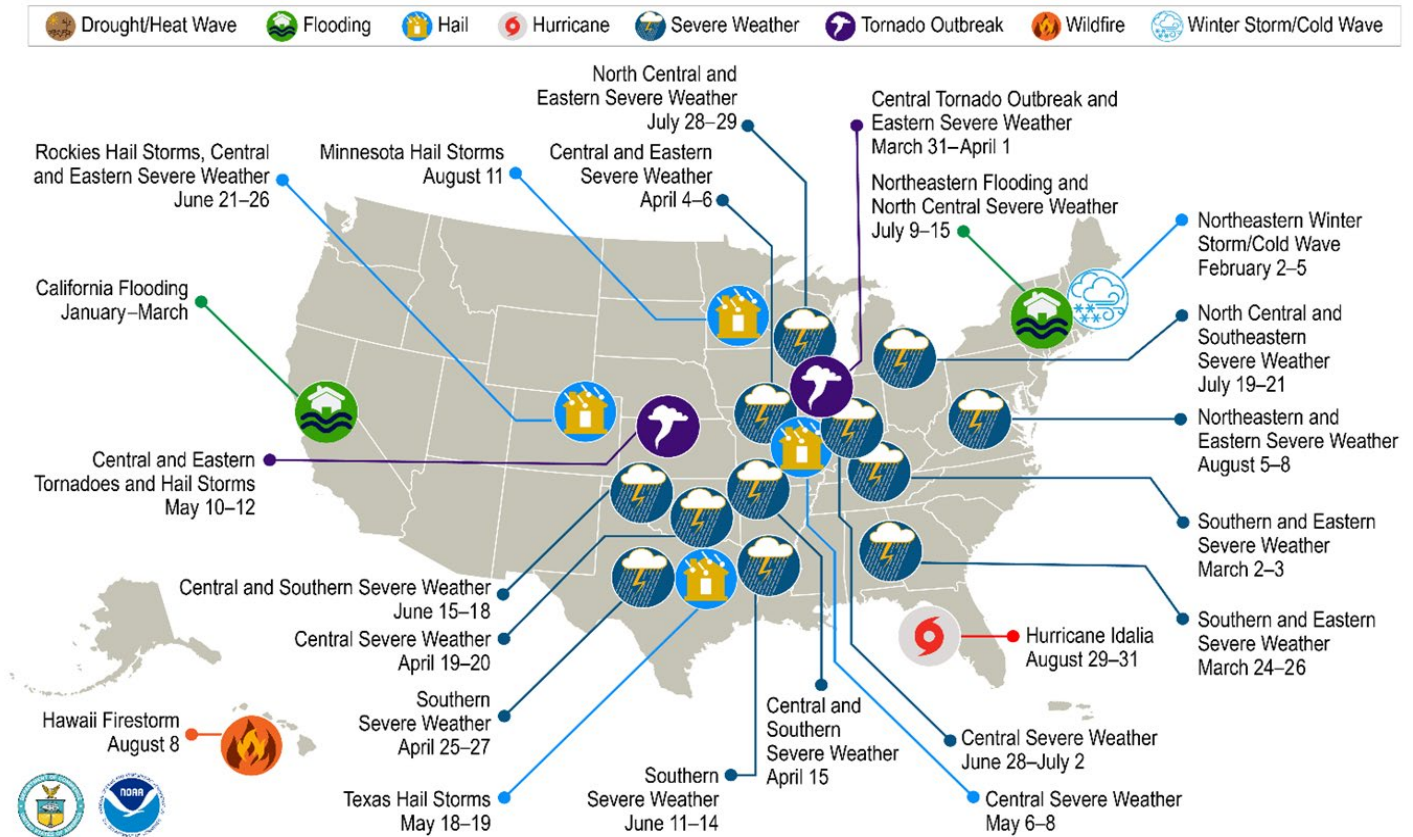 Drought/Heat Wave
Flooding
Hail
Hurricane
Severe Weather
Tornado Outbreak
Wildfire
Winter Storm/Cold Wave
North Central and
Eastern Severe Weather
July 28–29
Central Tornado Outbreak and
Eastern Severe Weather
March 31–April 1
Rockies Hail Storms, Central
and Eastern Severe Weather
June 21–26
Minnesota Hail Storms
August 11
Central and Eastern
Severe Weather
April 4–6
Northeastern Flooding and
North Central Severe Weather
July 9–15
Northeastern Winter
Storm/Cold Wave
February 2–5
California Flooding
January–March
North Central and
Southeastern
Severe Weather
July 19–21
Northeastern and
Eastern Severe Weather
August 5–8
Central and Eastern
Tornadoes and Hail Storms
May 10–12
Southern and Eastern
Severe Weather
March 2–3
Central and Southern Severe Weather
June 15–18
Southern and Eastern
Severe Weather
March 24–26
Central Severe Weather
April 19–20
Hurricane Idalia
August 29–31
Southern
Severe Weather
April 25–27
Central and
Southern
Severe Weather
April 15
Hawaii Firestorm
August 8
Central Severe Weather
June 28–July 2
Southern
Severe Weather
June 11–14
Texas Hail Storms
May 18–19
Central Severe Weather
May 6–8
NOAA